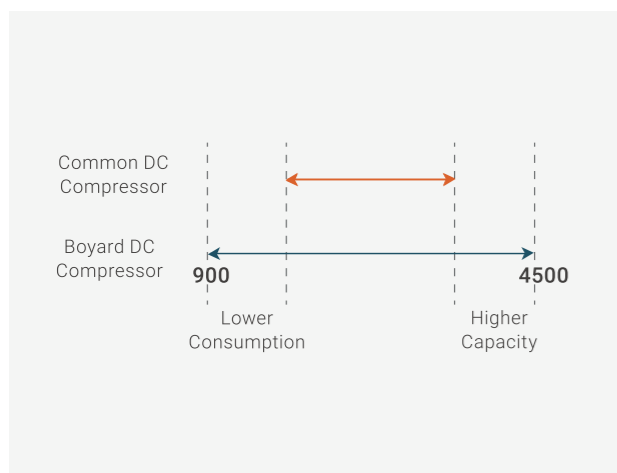 Common DC
Compressor
Boyard DC
Compressor
900
4500
Lower
Consumption
Higher
Capacity